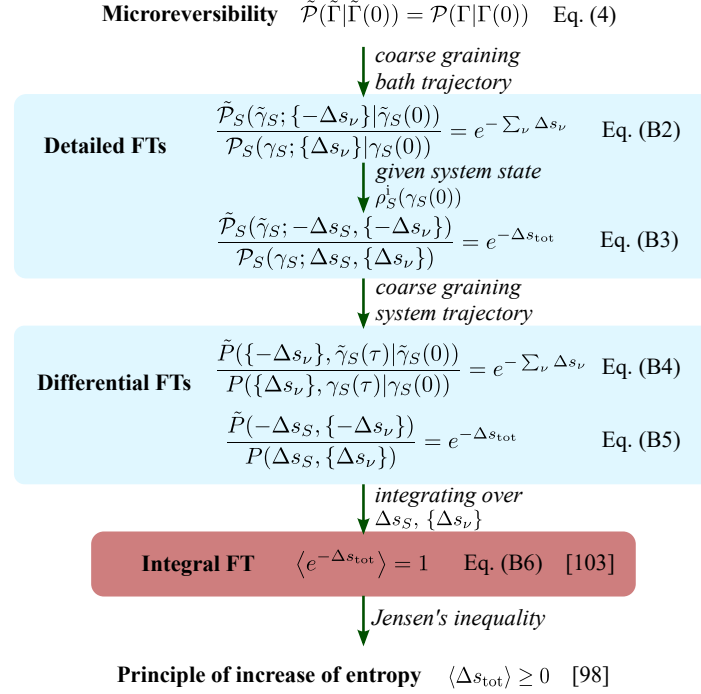 Microreversibility $\tilde{\mathcal{P}}(\tilde{\Gamma}|\tilde{\Gamma}(0)) = \mathcal{P}(\Gamma|\Gamma(0))$ Eq. (4)
coarse graining
bath trajectory
Detailed FTs $\frac{\tilde{\mathcal{P}}_S(\tilde{\gamma}_S; \{-\Delta s_\nu\}|\tilde{\gamma}_S(0))}{\mathcal{P}_S(\gamma_S; \{\Delta s_\nu\}|\gamma_S(0))} = e^{-\sum_\nu \Delta s_\nu}$ Eq. (B2)
given system state
$\rho_S^{\mathrm{i}}(\gamma_S(0))$
$\frac{\tilde{\mathcal{P}}_S(\tilde{\gamma}_S; -\Delta s_S, \{-\Delta s_\nu\})}{\mathcal{P}_S(\gamma_S; \Delta s_S, \{\Delta s_\nu\})} = e^{-\Delta s_{\mathrm{tot}}}$ Eq. (B3)
coarse graining
system trajectory
Differential FTs $\frac{\tilde{P}(\{-\Delta s_\nu\}, \tilde{\gamma}_S(\tau)|\tilde{\gamma}_S(0))}{P(\{\Delta s_\nu\}, \gamma_S(\tau)|\gamma_S(0))} = e^{-\sum_\nu \Delta s_\nu}$ Eq. (B4)
$\frac{\tilde{P}(-\Delta s_S, \{-\Delta s_\nu\})}{P(\Delta s_S, \{\Delta s_\nu\})} = e^{-\Delta s_{\mathrm{tot}}}$ Eq. (B5)
integrating over
$\Delta s_S, \{\Delta s_\nu\}$
Integral FT $\langle e^{-\Delta s_{\mathrm{tot}}} \rangle = 1$ Eq. (B6) [103]
Jensen's inequality
Principle of increase of entropy $\langle \Delta s_{\mathrm{tot}} \rangle \geq 0$ [98]